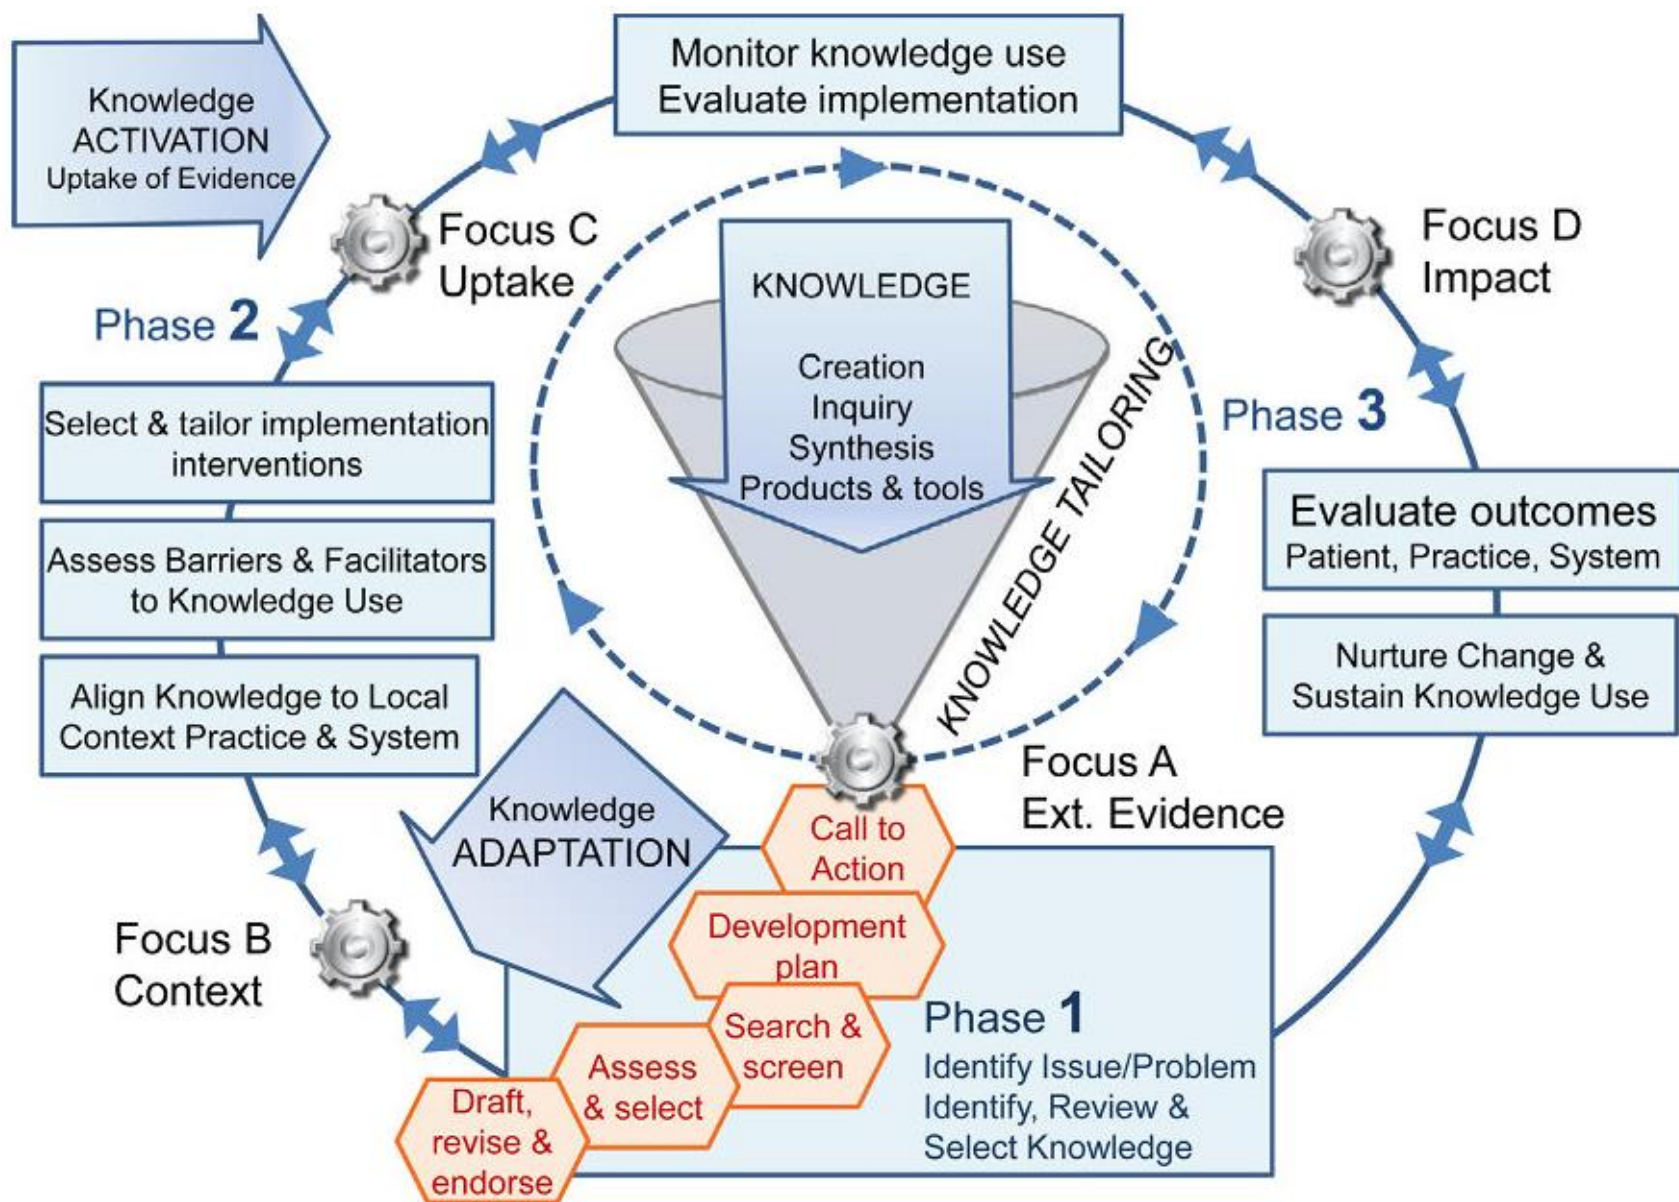 Knowledge
ACTIVATION
Uptake of Evidence
Monitor knowledge use
Evaluate implementation
Focus C
Uptake
Focus D
Impact
Phase 2
KNOWLEDGE
Creation
Inquiry
Synthesis
Products & tools
KNOWLEDGE TAILORING
Phase 3
Select & tailor implementation
interventions
Assess Barriers & Facilitators
to Knowledge Use
Align Knowledge to Local
Context Practice & System
Evaluate outcomes
Patient, Practice, System
Nurture Change &
Sustain Knowledge Use
Knowledge
ADAPTATION
Focus A
Ext. Evidence
Focus B
Context
Call to
Action
Development
plan
Search &
screen
Assess
& select
Draft,
revise &
endorse
Phase 1
Identify Issue/Problem
Identify, Review &
Select Knowledge